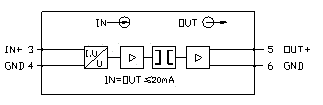 IN OUT
IN+ 3 5 OUT+
GND 4 6 GND
I,U
U
IN=OUT ≤20mA